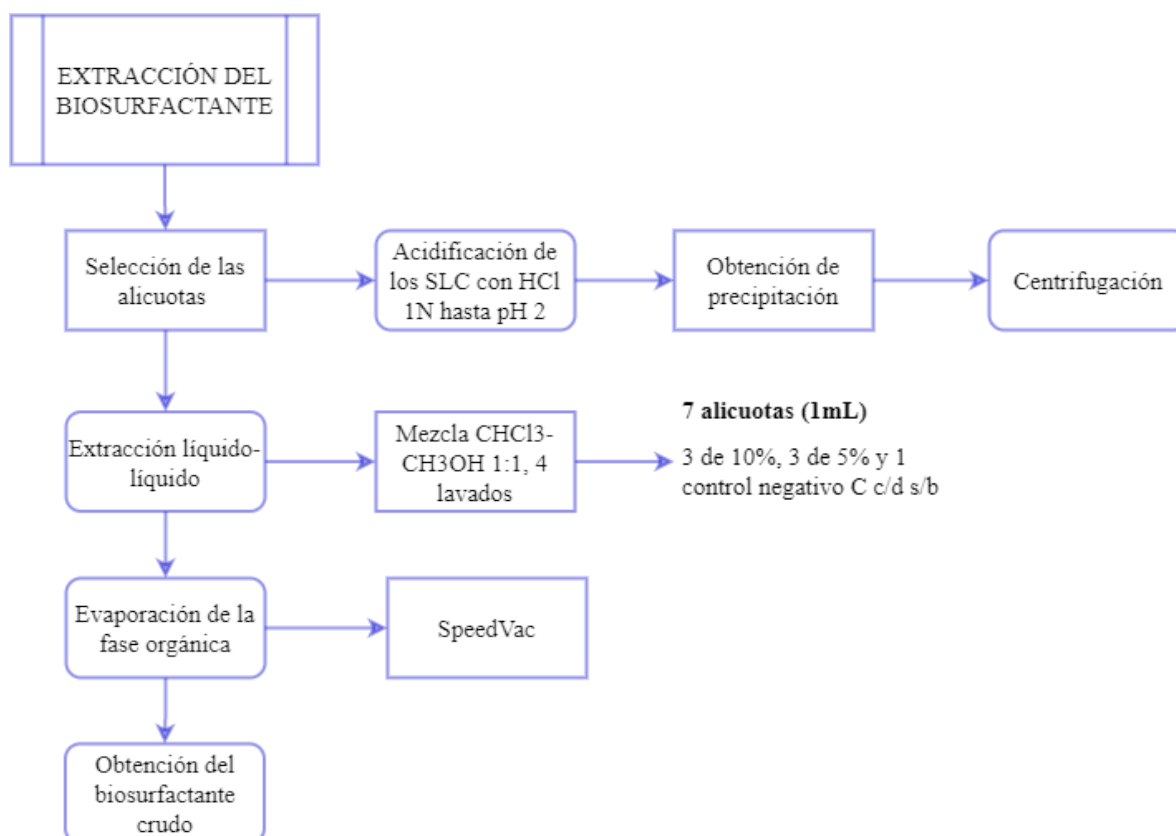 EXTRACCIÓN DEL
BIOSURFACTANTE
Selección de las
alicuotas
Acidificación de
los SLC con HCl
1N hasta pH 2
Obtención de
precipitación
Centrifugación
Extracción líquido-
líquido
Mezcla CHCl3-
CH3OH 1:1, 4
lavados
7 alicuotas (1mL)
3 de 10%, 3 de 5% y 1
control negativo C c/d s/b
Evaporación de la
fase orgánica
SpeedVac
Obtención del
biosurfactante
crudo